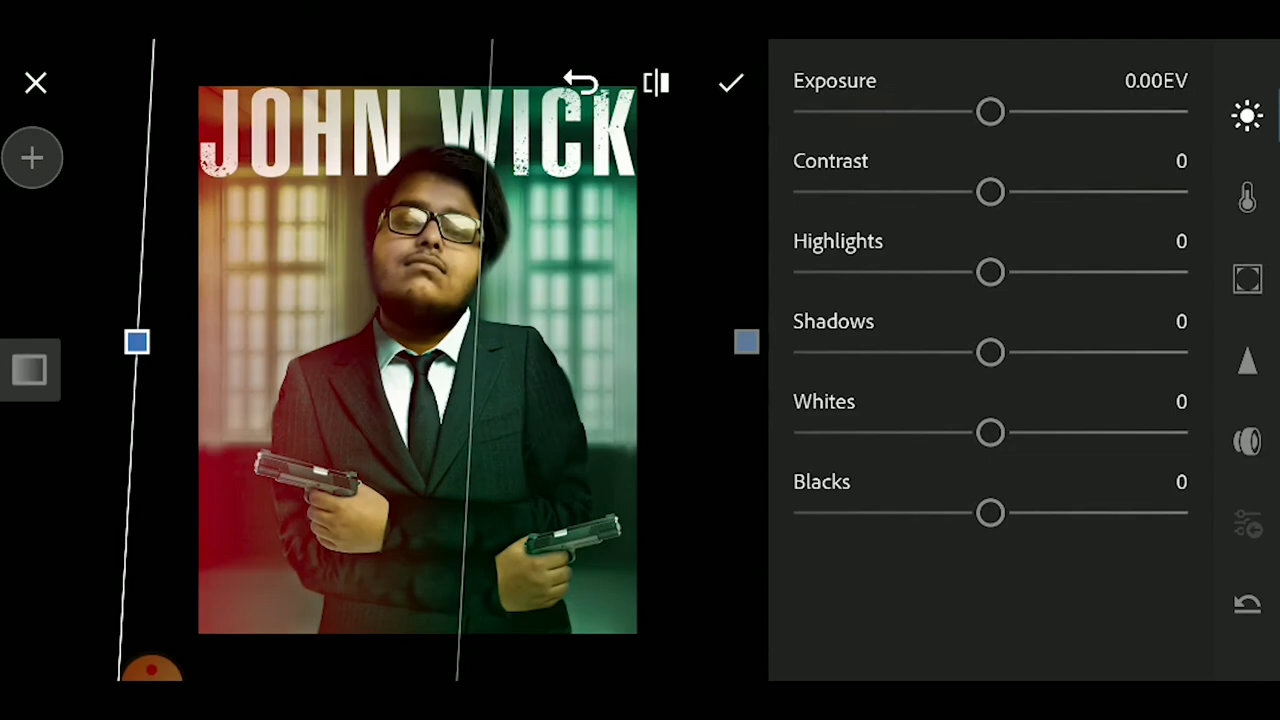 JOHN WICK
Exposure 0.00EV
Contrast 0
Highlights 0
Shadows 0
Whites 0
Blacks 0